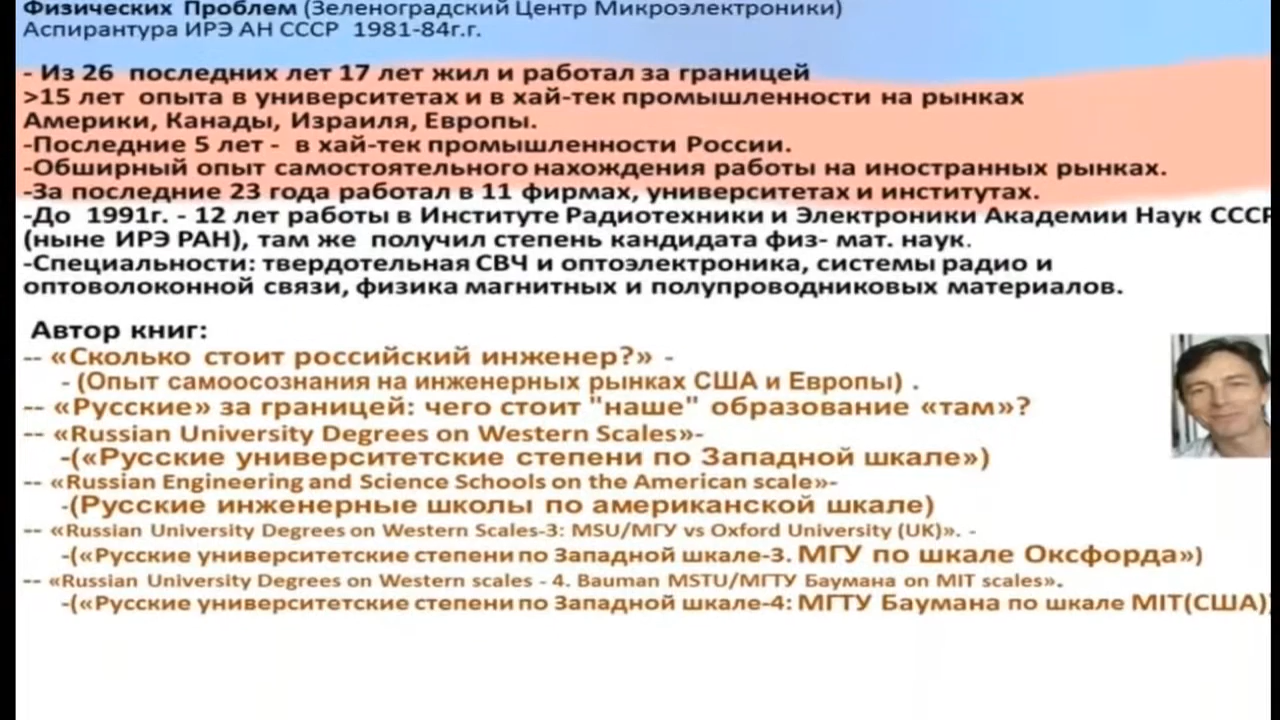 Физических Проблем (Зеленоградский Центр Микроэлектроники)
Аспирантура ИРЭ АН СССР 1981-84г.г.
- Из 26 последних лет 17 лет жил и работал за границей
>15 лет опыта в университетах и в хай-тек промышленности на рынках
Америки, Канады, Израиля, Европы.
-Последние 5 лет - в хай-тек промышленности России.
-Обширный опыт самостоятельного нахождения работы на иностранных рынках.
-За последние 23 года работал в 11 фирмах, университетах и институтах.
-До 1991г. - 12 лет работы в Институте Радиотехники и Электроники Академии Наук СССР
(ныне ИРЭ РАН), там же получил степень кандидата физ- мат. наук.
-Специальности: твердотельная СВЧ и оптоэлектроника, системы радио и
оптоволоконной связи, физика магнитных и полупроводниковых материалов.
Автор книг:
-- «Сколько стоит российский инженер?» -
- (Опыт самоосознания на инженерных рынках США и Европы) .
-- «Русские» за границей: чего стоит "наше" образование «там»?
-- «Russian University Degrees on Western Scales»-
-(«Русские университетские степени по Западной шкале»)
-- «Russian Engineering and Science Schools on the American scale»-
-(Русские инженерные школы по американской шкале)
-- «Russian University Degrees on Western Scales-3: MSU/МГУ vs Oxford University (UK)». -
-(«Русские университетские степени по Западной шкале-3. МГУ по шкале Оксфорда»)
-- «Russian University Degrees on Western scales - 4. Bauman MSTU/МГТУ Баумана on MIT scales».
-(«Русские университетские степени по Западной шкале-4: МГТУ Баумана по шкале MIT(США))